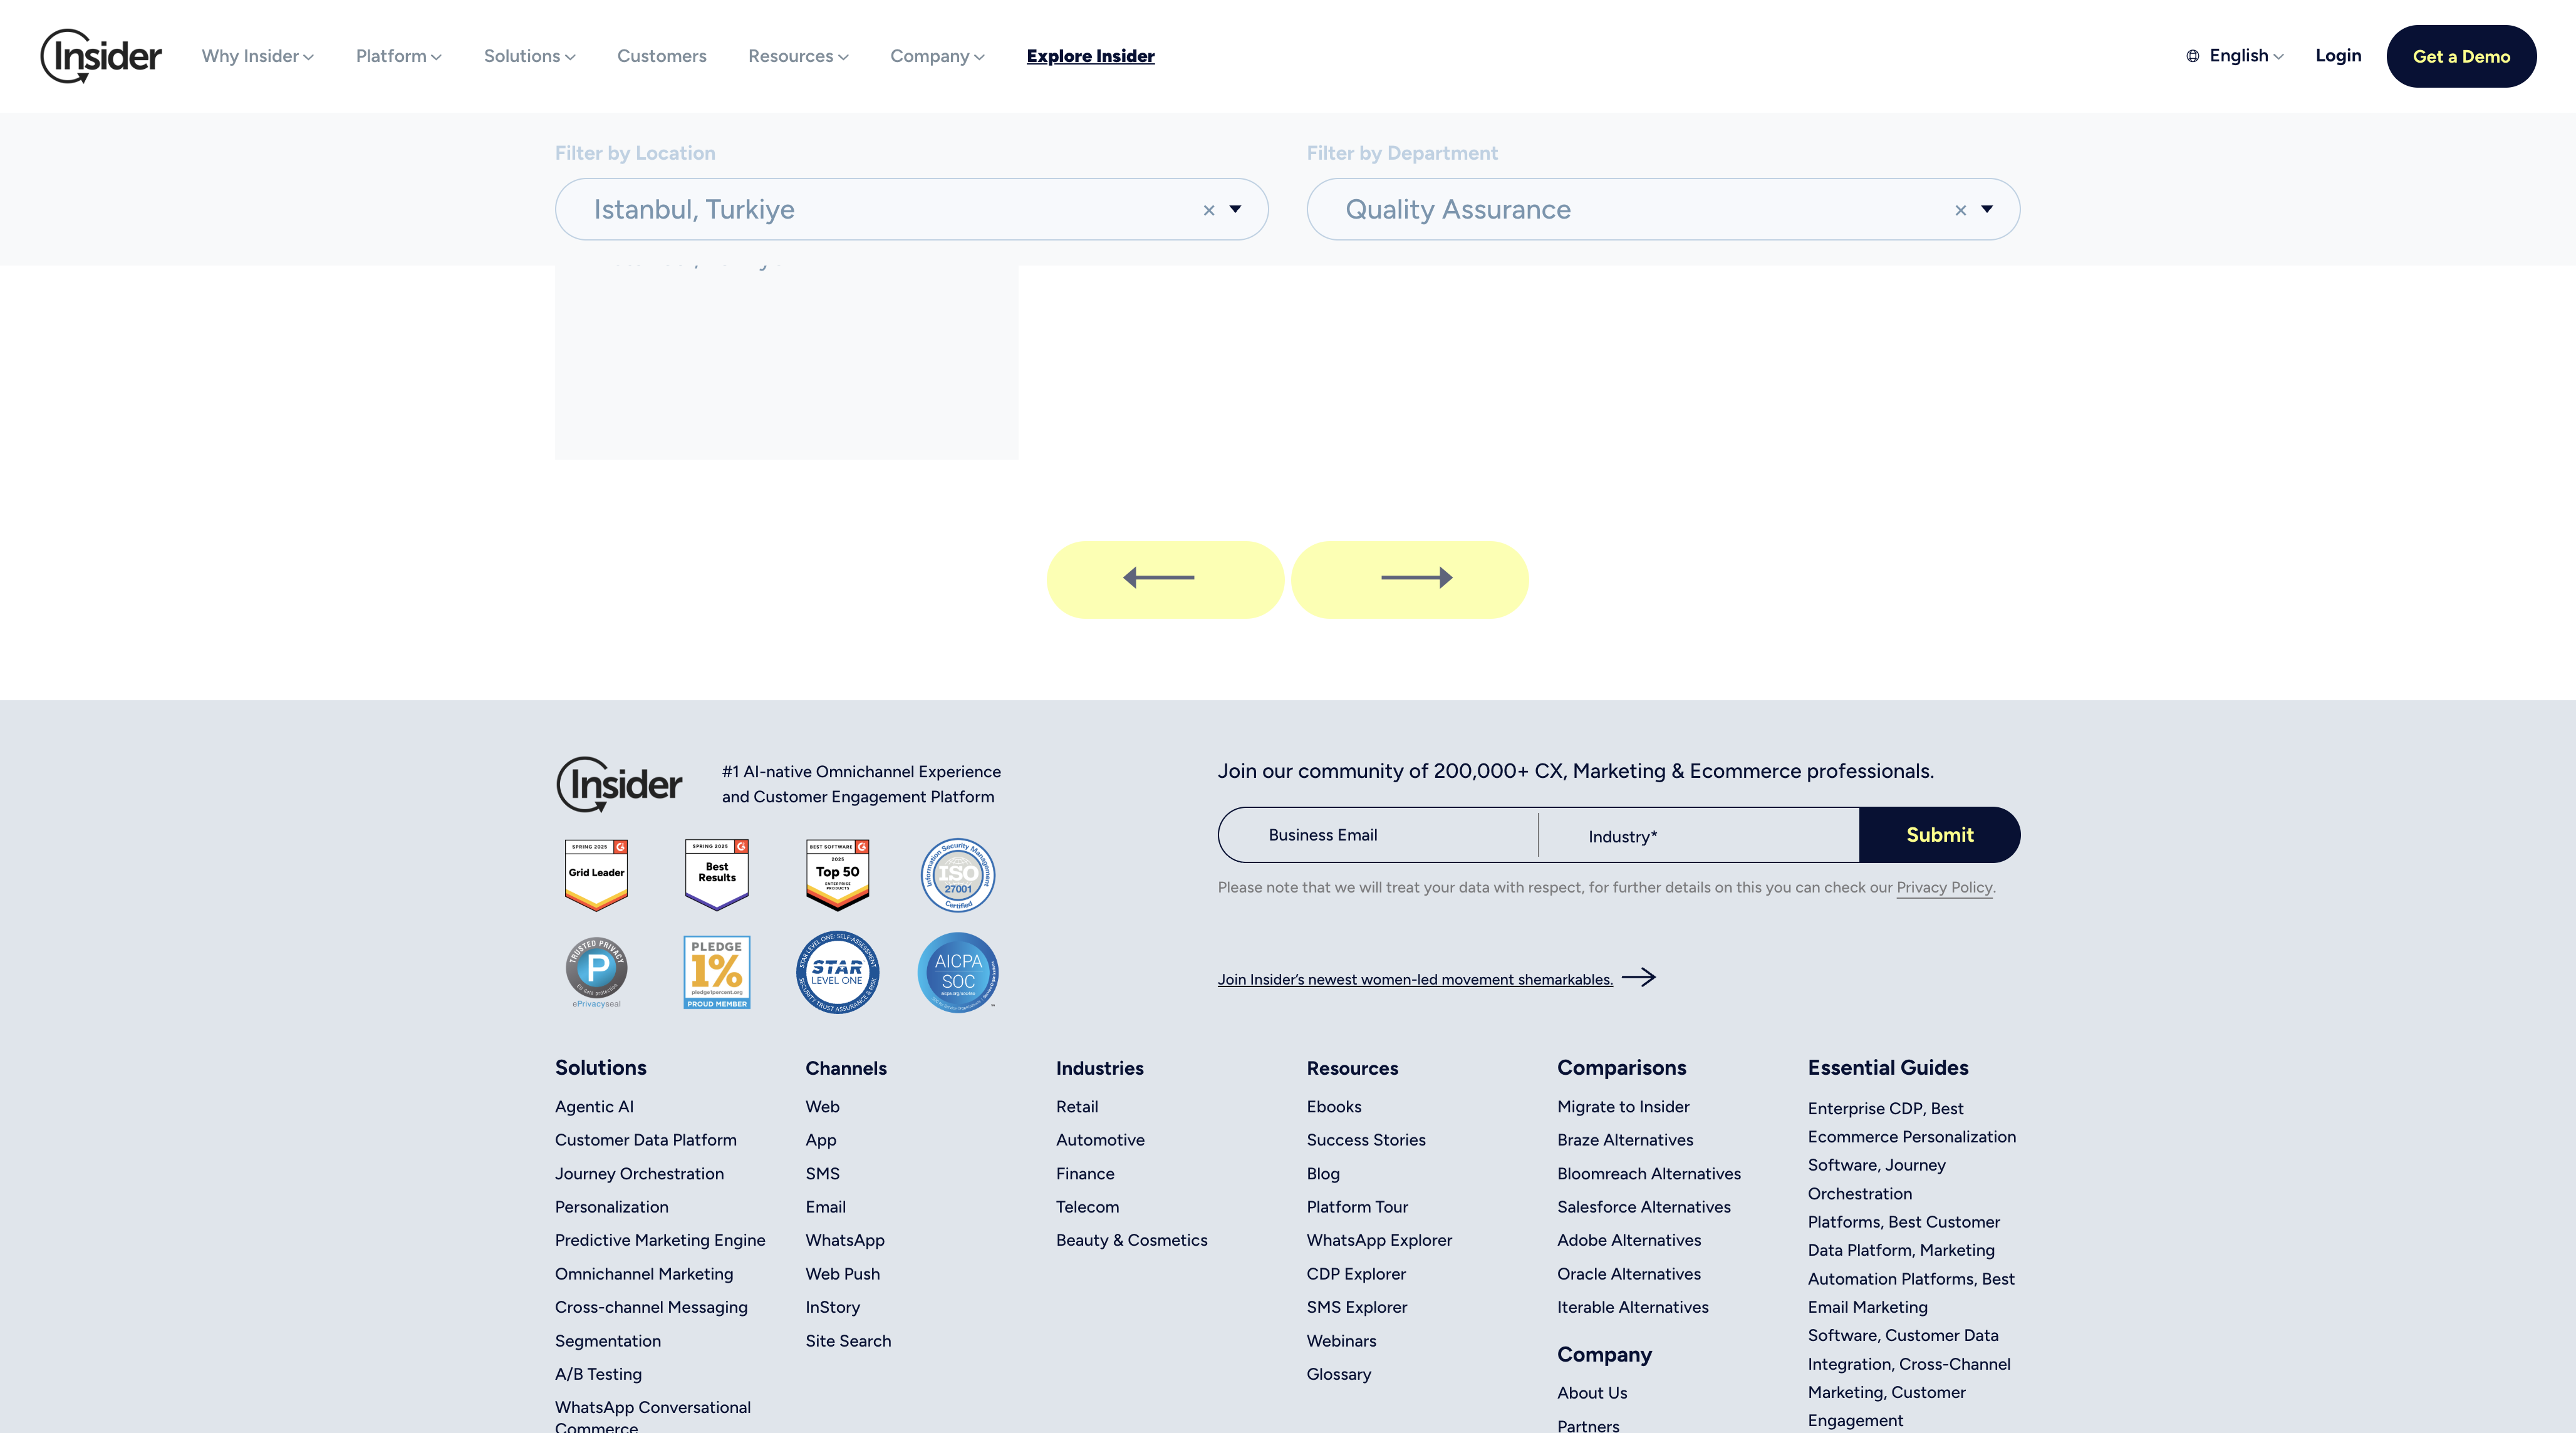 Insider
Why Insider
Platform
Solutions
Customers
Resources
Company
Explore Insider
English
Login
Get a Demo
Filter by Location
Filter by Department
Istanbul, Turkiye
×
Quality Assurance
×
Insider
#1 AI-native Omnichannel Experience
and Customer Engagement Platform
SPRING 2025
Grid Leader
SPRING 2025
Best
Results
BEST SOFTWARE
2025
Top 50
ENTERPRISE
PRODUCTS
Information Security Management
ISO
27001
Certified
TRUSTED PRIVACY
P
EU data protection
ePrivacyseal
PLEDGE
1%
pledge1percent.org
PROUD MEMBER
STAR LEVEL ONE: SELF-ASSESSMENT
STAR
LEVEL ONE
SECURITY TRUST ASSURANCE & RISK
AICPA
SOC
Join our community of 200,000+ CX, Marketing & Ecommerce professionals.
Business Email
Industry*
Submit
Please note that we will treat your data with respect, for further details on this you can check our Privacy Policy.
Join Insider’s newest women-led movement shemarkables.
Solutions
Agentic AI
Customer Data Platform
Journey Orchestration
Personalization
Predictive Marketing Engine
Omnichannel Marketing
Cross-channel Messaging
Segmentation
A/B Testing
WhatsApp Conversational
Commerce
Channels
Web
App
SMS
Email
WhatsApp
Web Push
InStory
Site Search
Industries
Retail
Automotive
Finance
Telecom
Beauty & Cosmetics
Resources
Ebooks
Success Stories
Blog
Platform Tour
WhatsApp Explorer
CDP Explorer
SMS Explorer
Webinars
Glossary
Comparisons
Migrate to Insider
Braze Alternatives
Bloomreach Alternatives
Salesforce Alternatives
Adobe Alternatives
Oracle Alternatives
Iterable Alternatives
Company
About Us
Partners
Essential Guides
Enterprise CDP, Best
Ecommerce Personalization
Software, Journey
Orchestration
Platforms, Best Customer
Data Platform, Marketing
Automation Platforms, Best
Email Marketing
Software, Customer Data
Integration, Cross-Channel
Marketing, Customer
Engagement